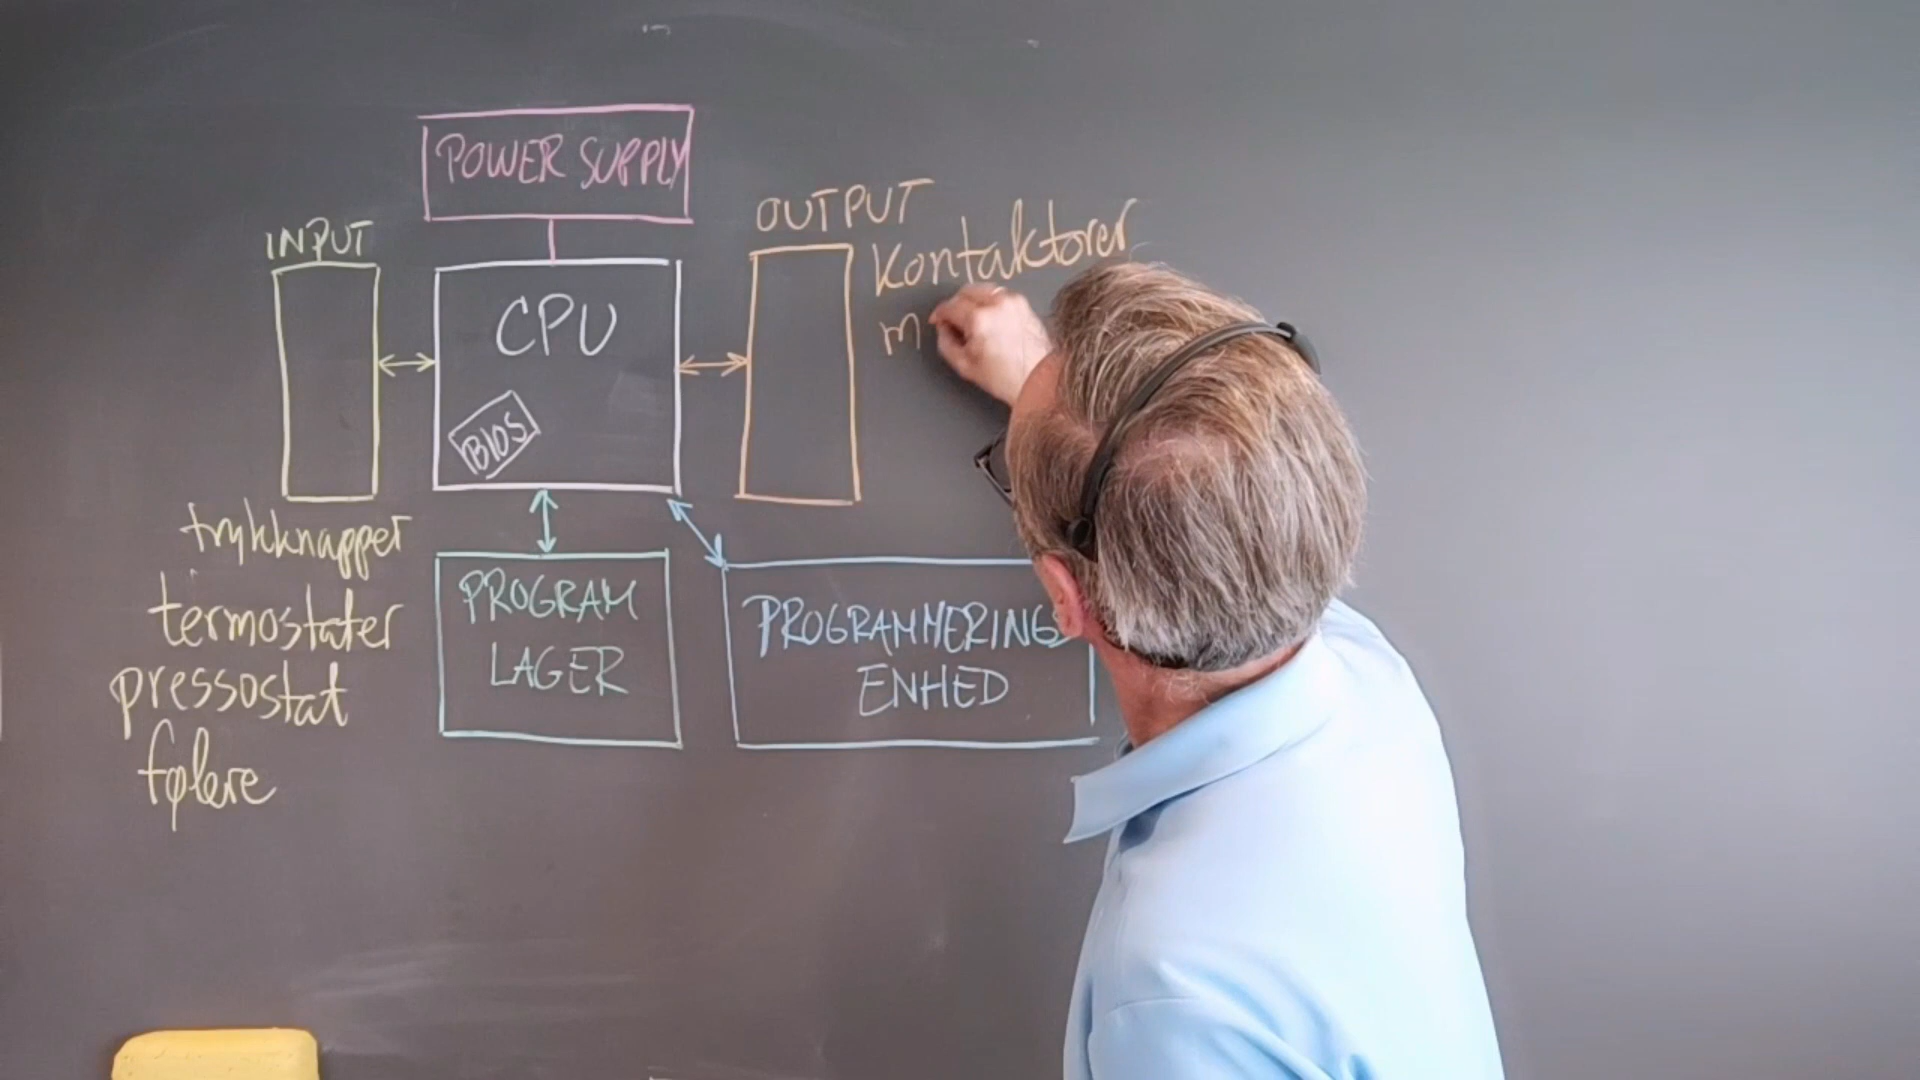 POWER SUPPLY
INPUT
OUTPUT
Kontaktorer
m
CPU
BIOS
trykknapper
termostater
pressostat
følere
PROGRAM
LAGER
PROGRAMMERINGS
ENHED